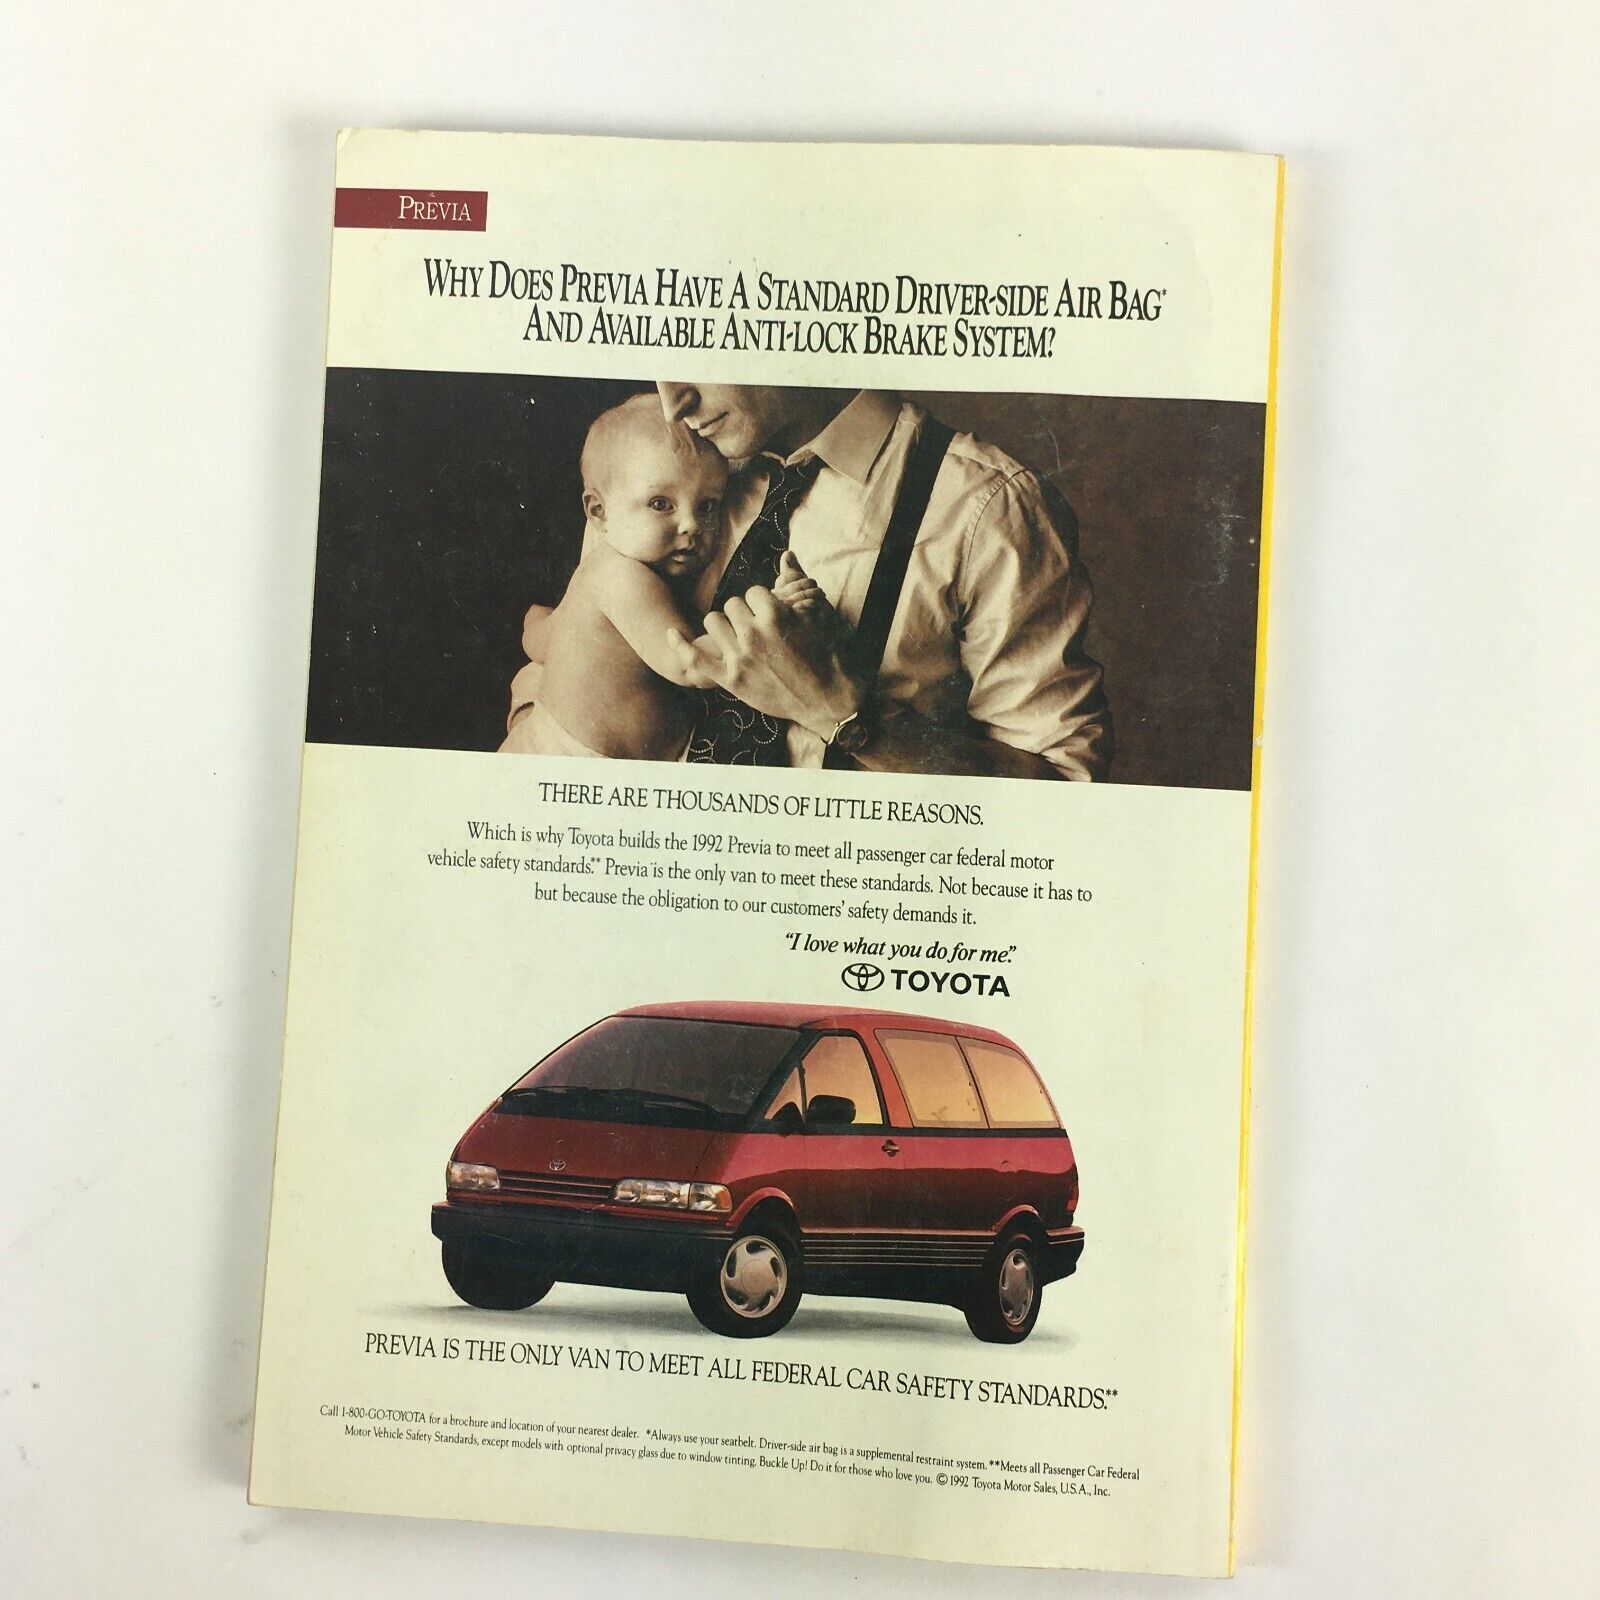 PREVIA
WHY DOES PREVIA HAVE A STANDARD DRIVER-SIDE AIR BAG*
AND AVAILABLE ANTI-LOCK BRAKE SYSTEM?
THERE ARE THOUSANDS OF LITTLE REASONS.
Which is why Toyota builds the 1992 Previa to meet all passenger car federal motor
vehicle safety standards.** Previa is the only van to meet these standards. Not because it has to
but because the obligation to our customers' safety demands it.
"I love what you do for me."
TOYOTA
PREVIA IS THE ONLY VAN TO MEET ALL FEDERAL CAR SAFETY STANDARDS.**
Call 1-800-GO-TOYOTA for a brochure and location of your nearest dealer. *Always use your seatbelt. Driver-side air bag is a supplemental restraint system. **Meets all Passenger Car Federal
Motor Vehicle Safety Standards, except models with optional privacy glass due to window tinting. Buckle Up! Do it for those who love you. © 1992 Toyota Motor Sales, U.S.A., Inc.